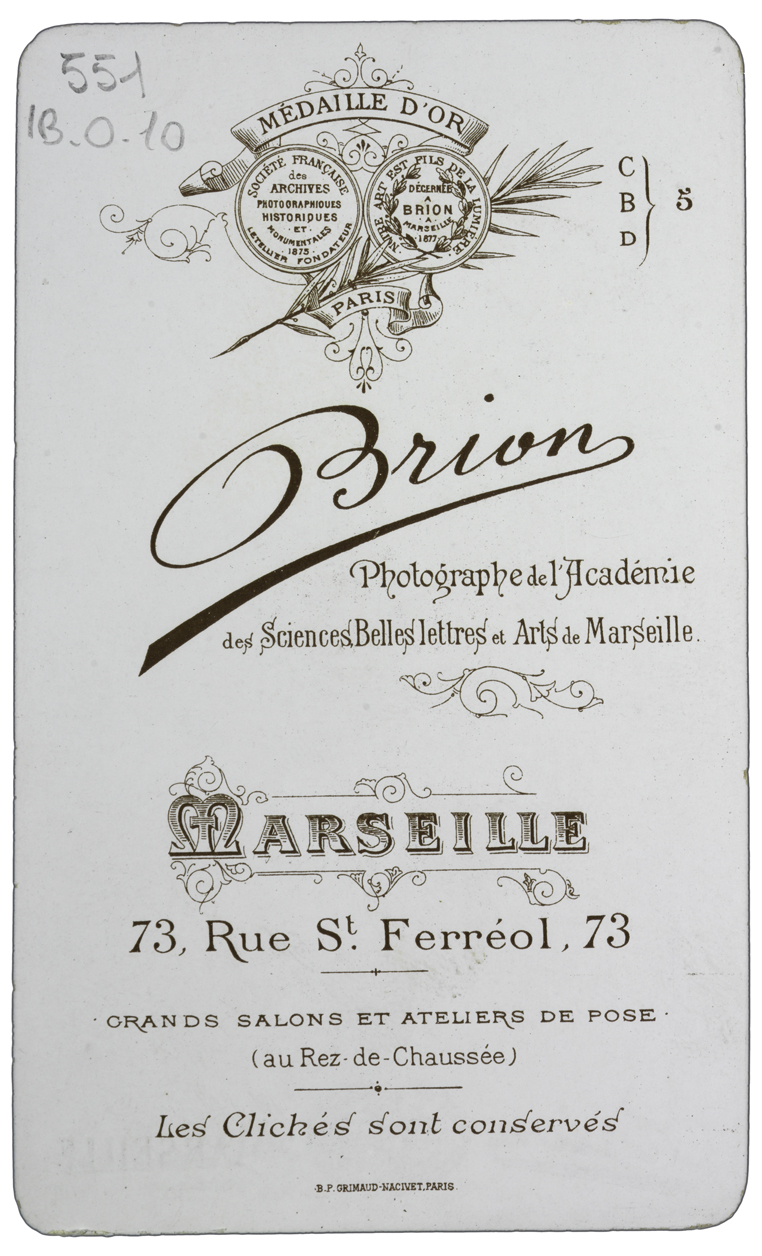 551
1B.0.10
MÉDAILLE D'OR
SOCIÉTÉ FRANÇAISE
des
ARCHIVES
PHOTOGRAPHIQUES
HISTORIQUES
· ET ·
MONUMENTALES
· 1875 ·
LETELLIER FONDATEUR
NOTRE ART EST FILS DE LA LUMIÈRE
DÉCERNÉE
A
BRION
· A ·
MARSEILLE
1877
PARIS
C
B
D
5
Brion
Photographe de l'Académie
des Sciences, Belles lettres et Arts de Marseille.
MARSEILLE
73, Rue St. Ferréol, 73
· GRANDS SALONS ET ATELIERS DE POSE ·
(au Rez-de-Chaussée)
Les Clichés sont conservés
B.P. GRIMAUD-NACIVET, PARIS.